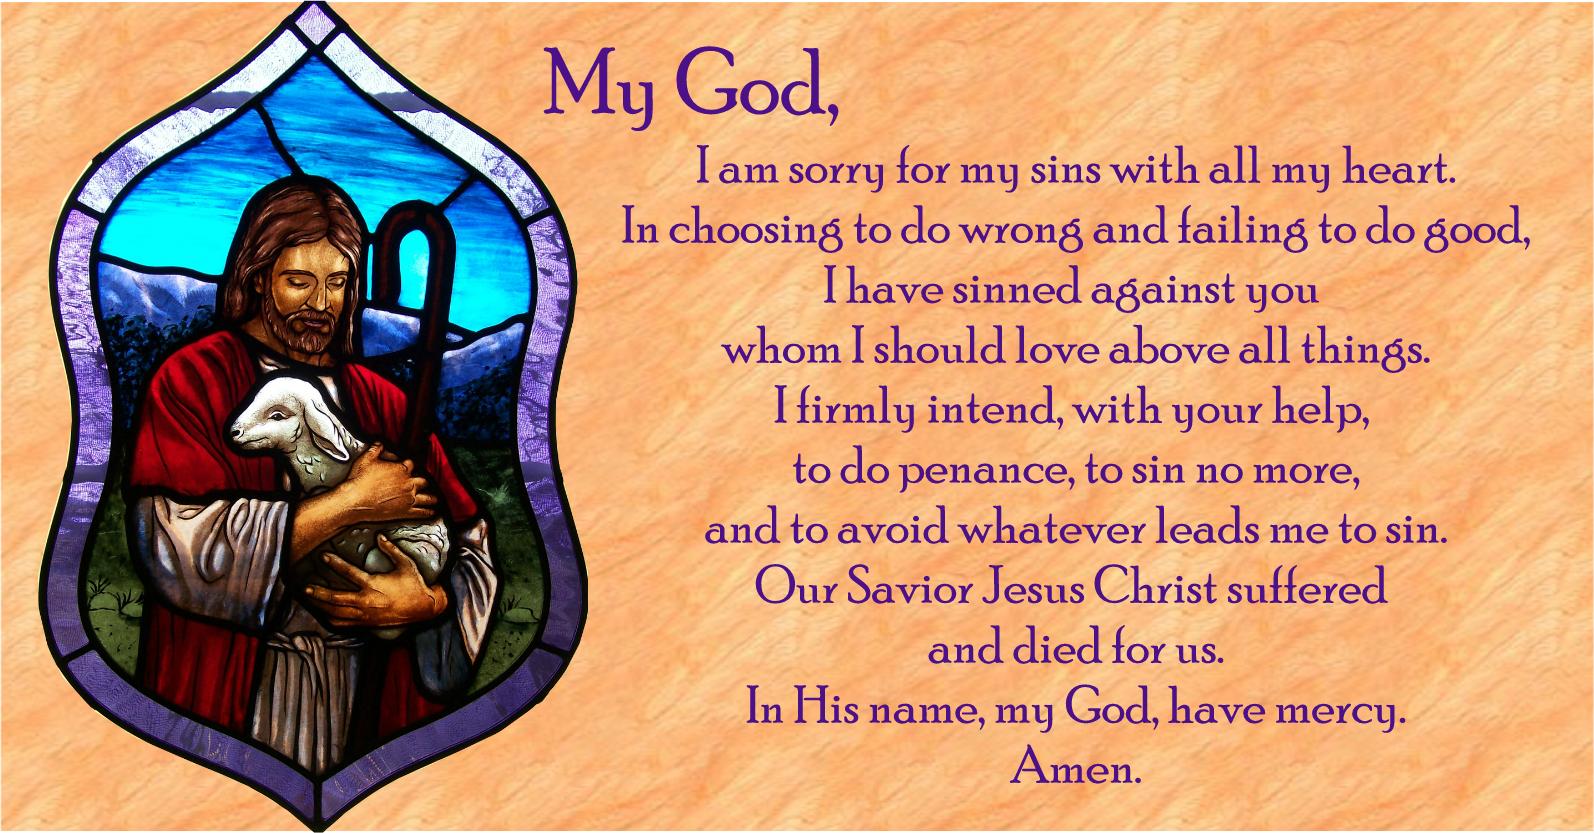 My God,
I am sorry for my sins with all my heart.
In choosing to do wrong and failing to do good,
I have sinned against you
whom I should love above all things.
I firmly intend, with your help,
to do penance, to sin no more,
and to avoid whatever leads me to sin.
Our Savior Jesus Christ suffered
and died for us.
In His name, my God, have mercy.
Amen.